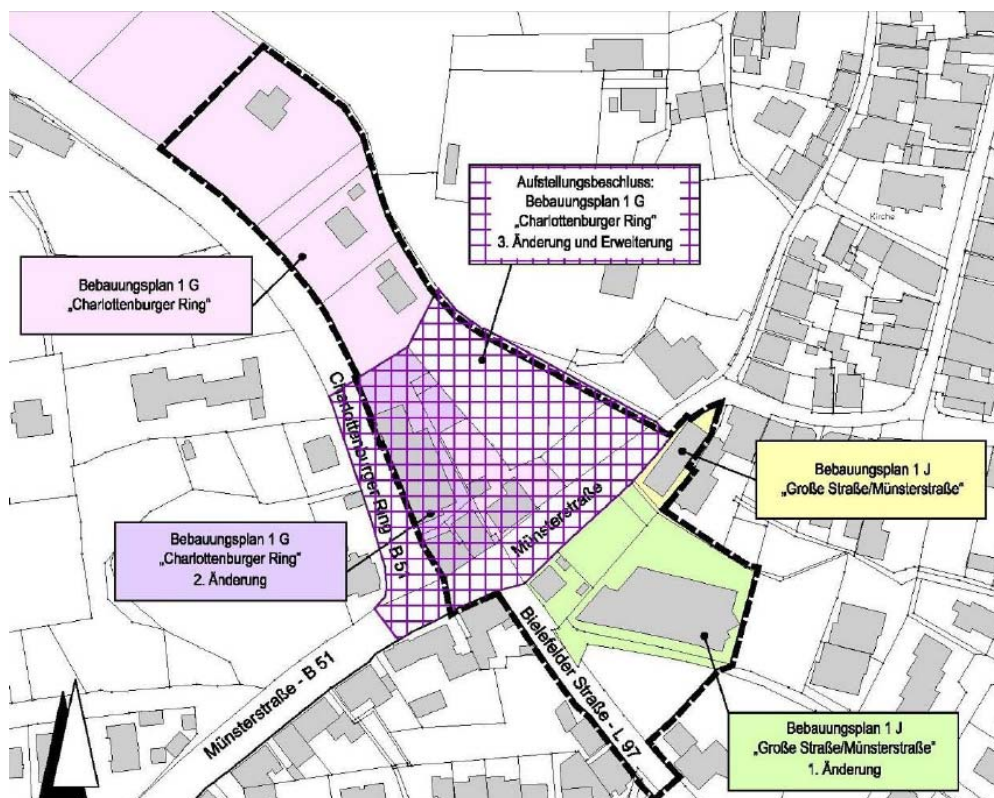 Aufstellungsbeschluss:
Bebauungsplan 1 G
„Charlottenburger Ring“
3. Änderung und Erweiterung
Kirche
Bebauungsplan 1 G
„Charlottenburger Ring“
Charlottenburger Ring - B 51
Münsterstraße
Bebauungsplan 1 J
„Große Straße/Münsterstraße“
Bebauungsplan 1 G
„Charlottenburger Ring“
2. Änderung
Münsterstraße - B 51
Bielefelder Straße - L 97
Bebauungsplan 1 J
„Große Straße/Münsterstraße“
1. Änderung